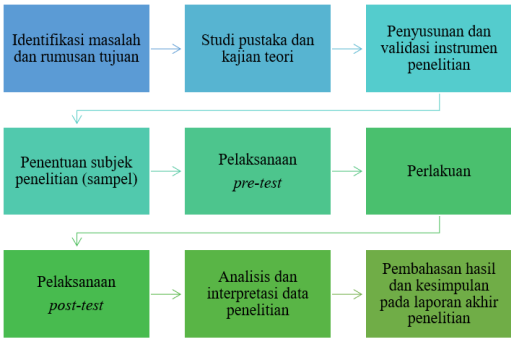 Identifikasi masalah
dan rumusan tujuan
Studi pustaka dan
kajian teori
Penyusunan dan
validasi instrumen
penelitian
Penentuan subjek
penelitian (sampel)
Pelaksanaan
pre-test
Perlakuan
Pelaksanaan
post-test
Analisis dan
interpretasi data
penelitian
Pembahasan hasil
dan kesimpulan
pada laporan akhir
penelitian